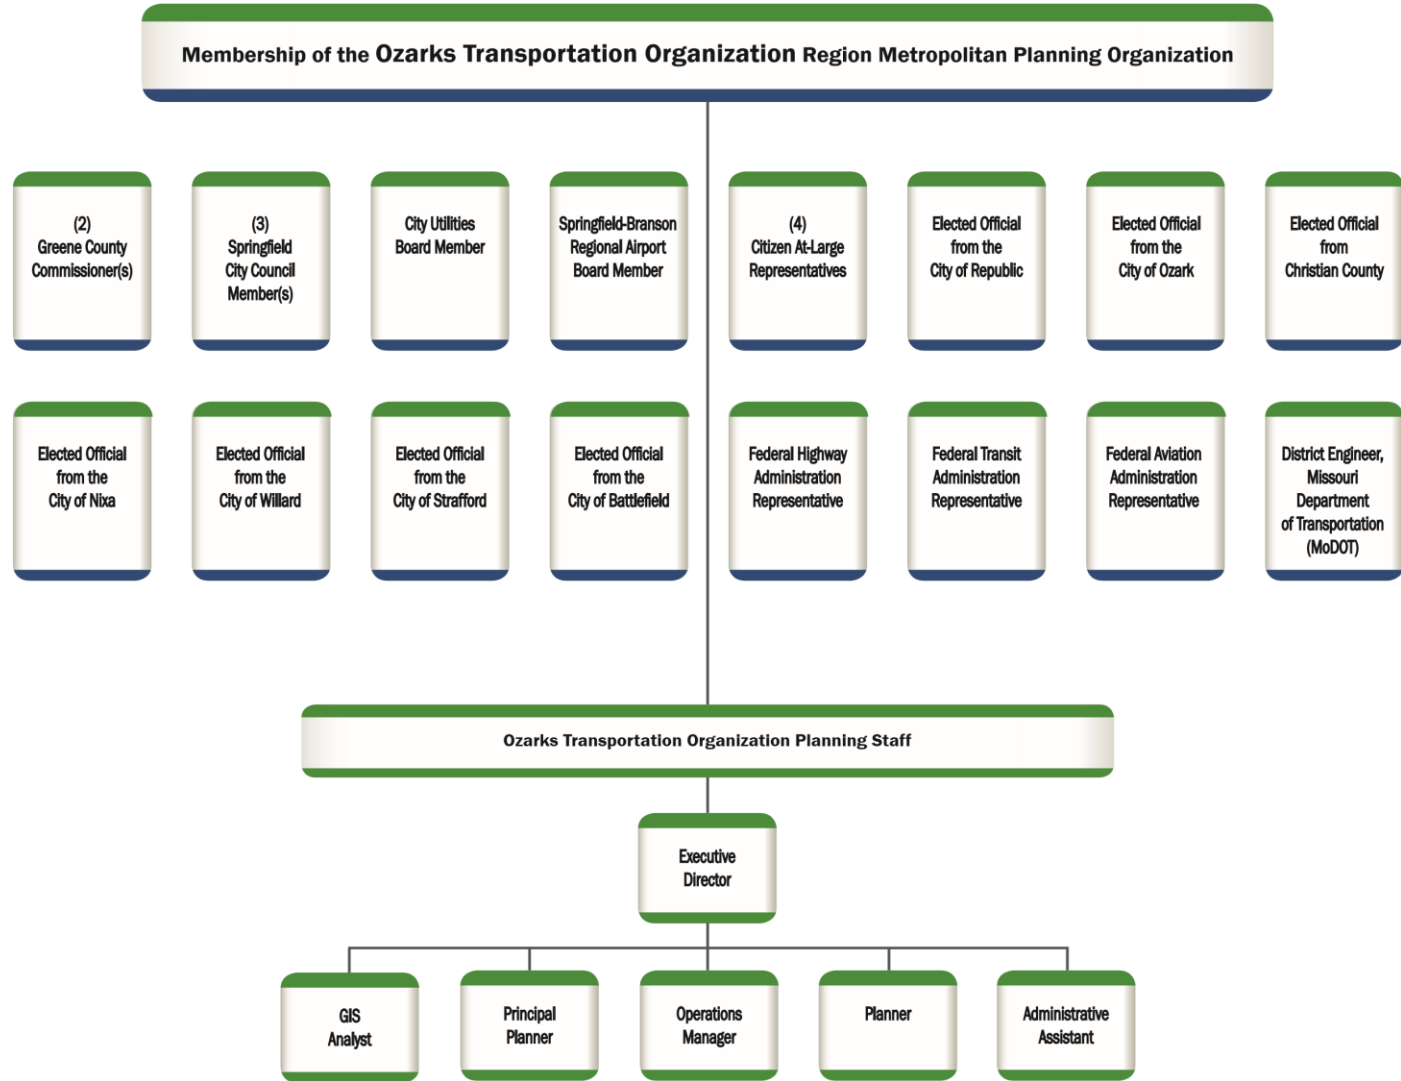 Membership of the Ozarks Transportation Organization Region Metropolitan Planning Organization
(2)
Greene County
Commissioner(s)
(3)
Springfield
City Council
Member(s)
City Utilities
Board Member
Springfield-Branson
Regional Airport
Board Member
(4)
Citizen At-Large
Representatives
Elected Official
from the
City of Republic
Elected Official
from the
City of Ozark
Elected Official
from
Christian County
Elected Official
from the
City of Nixa
Elected Official
from the
City of Willard
Elected Official
from the
City of Strafford
Elected Official
from the
City of Battlefield
Federal Highway
Administration
Representative
Federal Transit
Administration
Representative
Federal Aviation
Administration
Representative
District Engineer,
Missouri
Department
of Transportation
(MoDOT)
Ozarks Transportation Organization Planning Staff
Executive
Director
GIS
Analyst
Principal
Planner
Operations
Manager
Planner
Administrative
Assistant